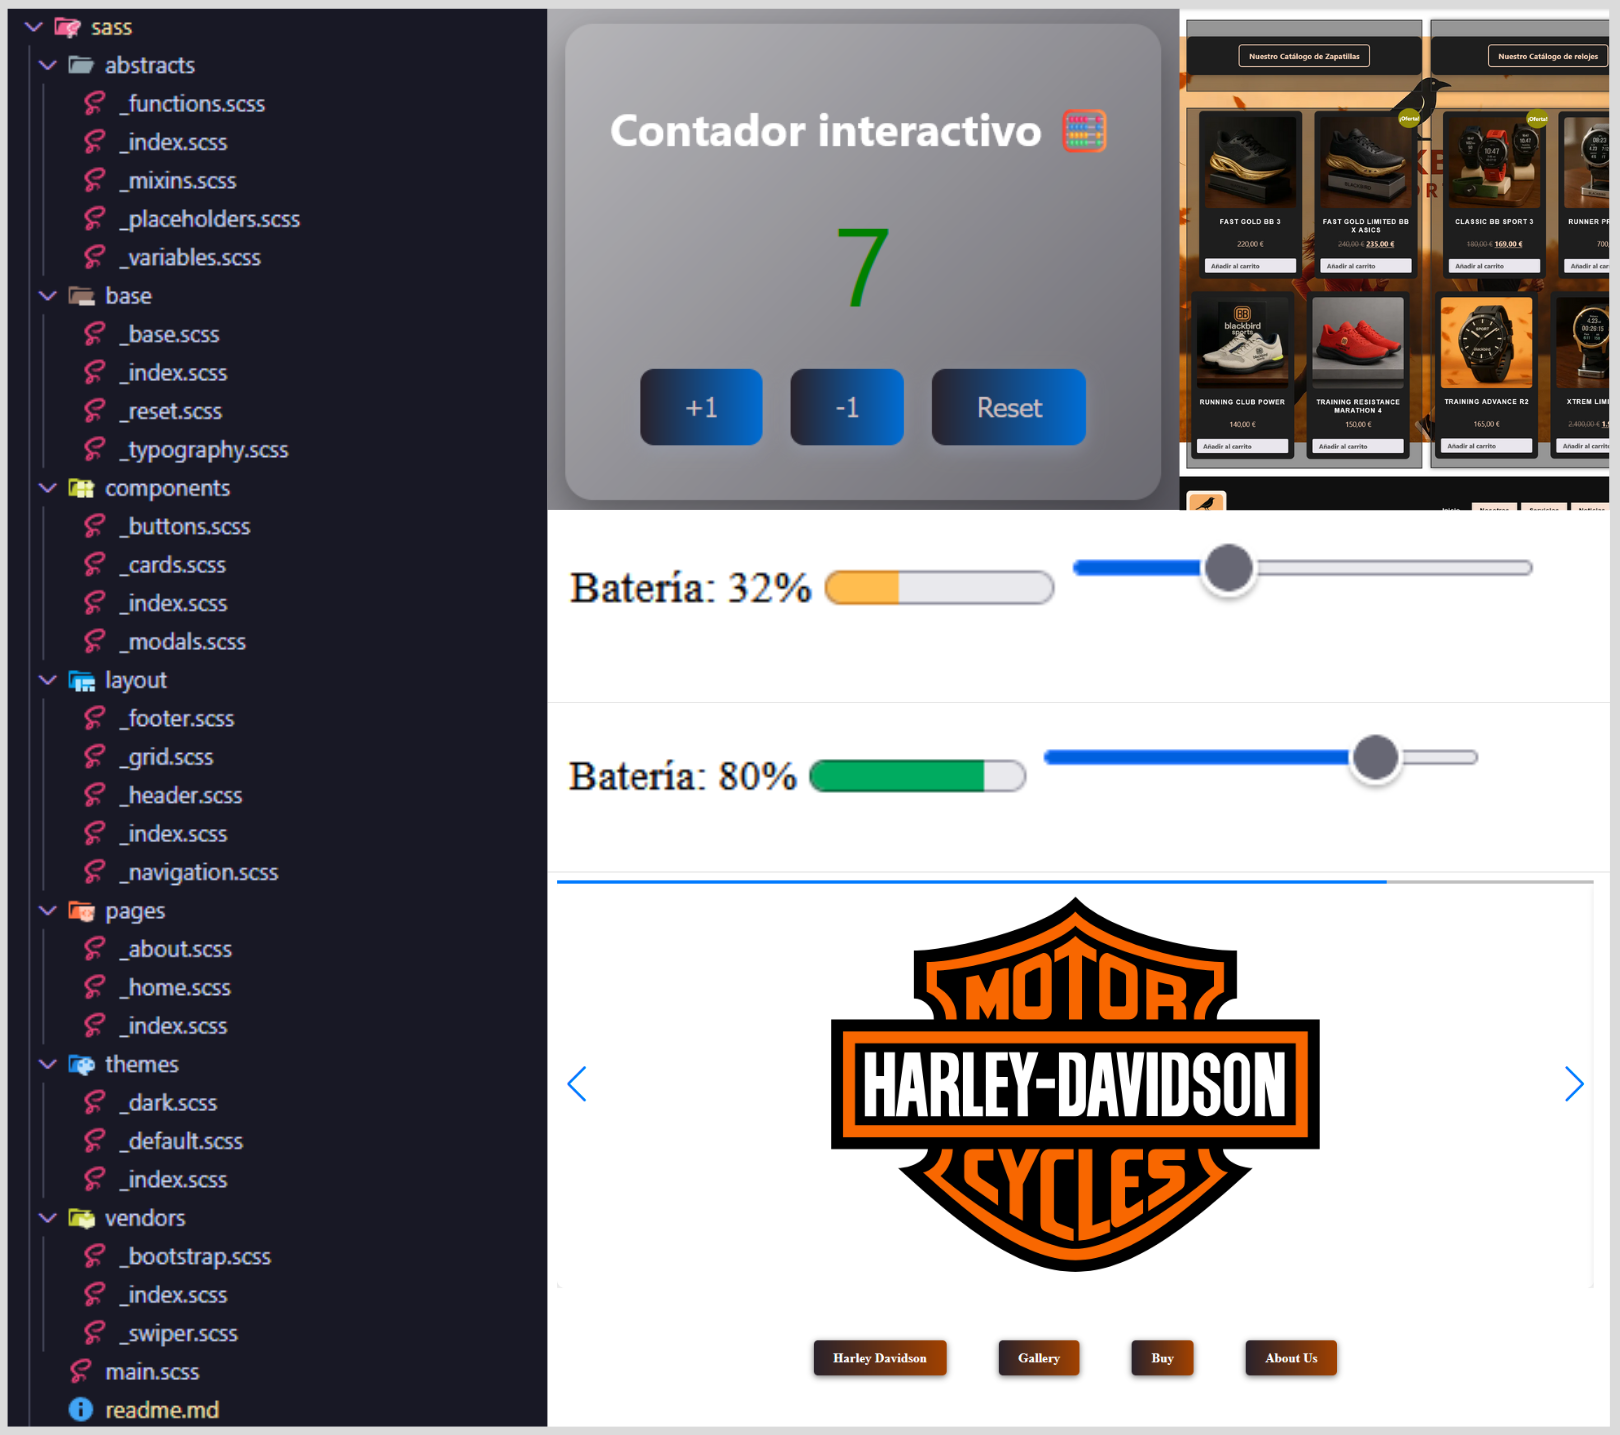 sass
abstracts
_functions.scss
_index.scss
_mixins.scss
_placeholders.scss
_variables.scss
base
_base.scss
_index.scss
_reset.scss
_typography.scss
components
_buttons.scss
_cards.scss
_index.scss
_modals.scss
layout
_footer.scss
_grid.scss
_header.scss
_index.scss
_navigation.scss
pages
_about.scss
_home.scss
_index.scss
themes
_dark.scss
_default.scss
_index.scss
vendors
_bootstrap.scss
_index.scss
_swiper.scss
main.scss
readme.md
Contador interactivo
7
+1 -1 Reset
Nuestro Catálogo de Zapatillas
Nuestro Catálogo de relojes
¡Oferta!
¡Oferta!
FAST GOLD BB 3
220,00 €
Añadir al carrito
FAST GOLD LIMITED BB
X ASICS
240,00 € 235,00 €
Añadir al carrito
CLASSIC BB SPORT 3
180,00 € 169,00 €
Añadir al carrito
RUNNER PR
700,
Añadir al carri
blackbird
sports
RUNNING CLUB POWER
140,00 €
Añadir al carrito
TRAINING RESISTANCE
MARATHON 4
150,00 €
Añadir al carrito
TRAINING ADVANCE R2
165,00 €
Añadir al carrito
XTREM LIM
2.400,00 €
Añadir al carri
Batería: 32%
Batería: 80%
MOTOR
HARLEY-DAVIDSON
CYCLES
Harley Davidson
Gallery
Buy
About Us